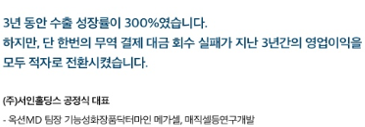 3년 동안 수출 성장률이 300%였습니다.
하지만, 단 한번의 무역 결제 대금 회수 실패가 지난 3년간의 영업이익을
모두 적자로 전환시켰습니다.
(주)서인홀딩스 공정식 대표
- 옥션MD 팀장 기능성화장품닥터마인 메가셀, 매직셀등연구개발